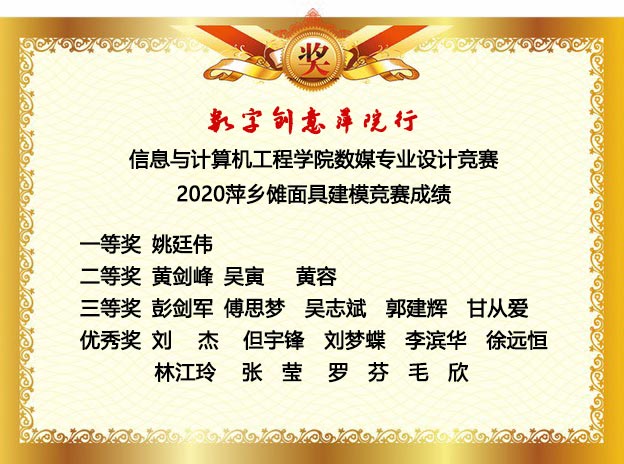 奖
数字创意萍院行
信息与计算机工程学院数媒专业设计竞赛
2020萍乡傩面具建模竞赛成绩
一等奖 姚廷伟
二等奖 黄剑峰 吴寅 黄容
三等奖 彭剑军 傅思梦 吴志斌 郭建辉 甘从爱
优秀奖 刘 杰 但宇锋 刘梦蝶 李滨华 徐远恒
林江玲 张 莹 罗 芬 毛 欣